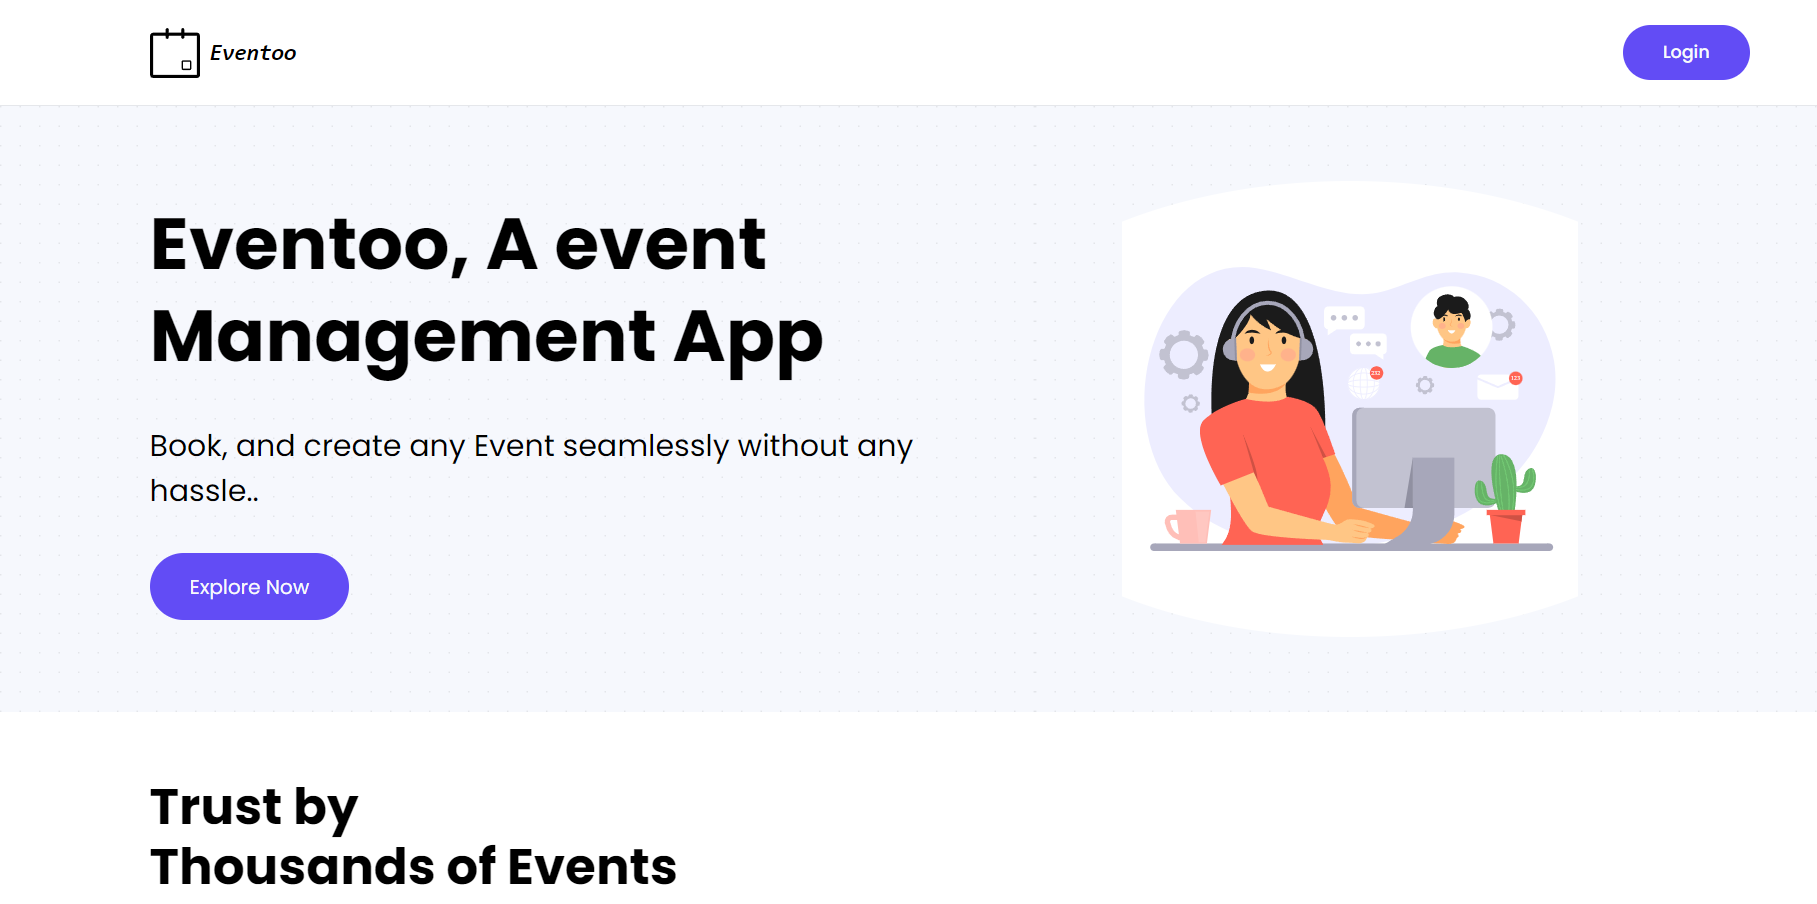 Eventoo
Login
Eventoo, A event
Management App
Book, and create any Event seamlessly without any
hassle..
Explore Now
Trust by
Thousands of Events